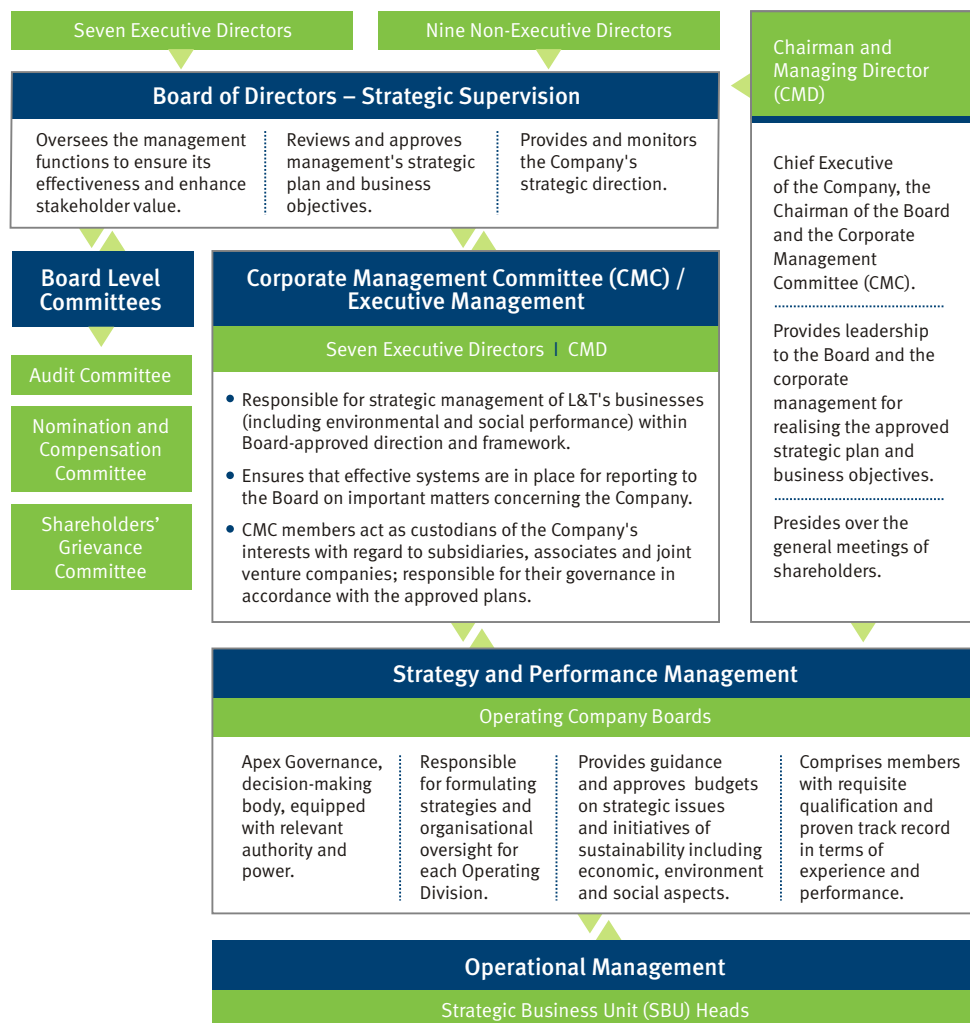 Seven Executive Directors
Nine Non-Executive Directors
Board of Directors – Strategic Supervision
Oversees the management
functions to ensure its
effectiveness and enhance
stakeholder value.
Reviews and approves
management's strategic
plan and business
objectives.
Provides and monitors
the Company's
strategic direction.
Chairman and
Managing Director
(CMD)
Chief Executive
of the Company, the
Chairman of the Board
and the Corporate
Management
Committee (CMC).
Provides leadership
to the Board and the
corporate
management for
realising the approved
strategic plan and
business objectives.
Presides over the
general meetings of
shareholders.
Board Level
Committees
Audit Committee
Nomination and
Compensation
Committee
Shareholders’
Grievance
Committee
Corporate Management Committee (CMC) /
Executive Management
Seven Executive Directors | CMD
• Responsible for strategic management of L&T's businesses
(including environmental and social performance) within
Board-approved direction and framework.
• Ensures that effective systems are in place for reporting to
the Board on important matters concerning the Company.
• CMC members act as custodians of the Company's
interests with regard to subsidiaries, associates and joint
venture companies; responsible for their governance in
accordance with the approved plans.
Strategy and Performance Management
Operating Company Boards
Apex Governance,
decision-making
body, equipped
with relevant
authority and
power.
Responsible
for formulating
strategies and
organisational
oversight for
each Operating
Division.
Provides guidance
and approves budgets
on strategic issues
and initiatives of
sustainability including
economic, environment
and social aspects.
Comprises members
with requisite
qualification and
proven track record
in terms of
experience and
performance.
Operational Management
Strategic Business Unit (SBU) Heads